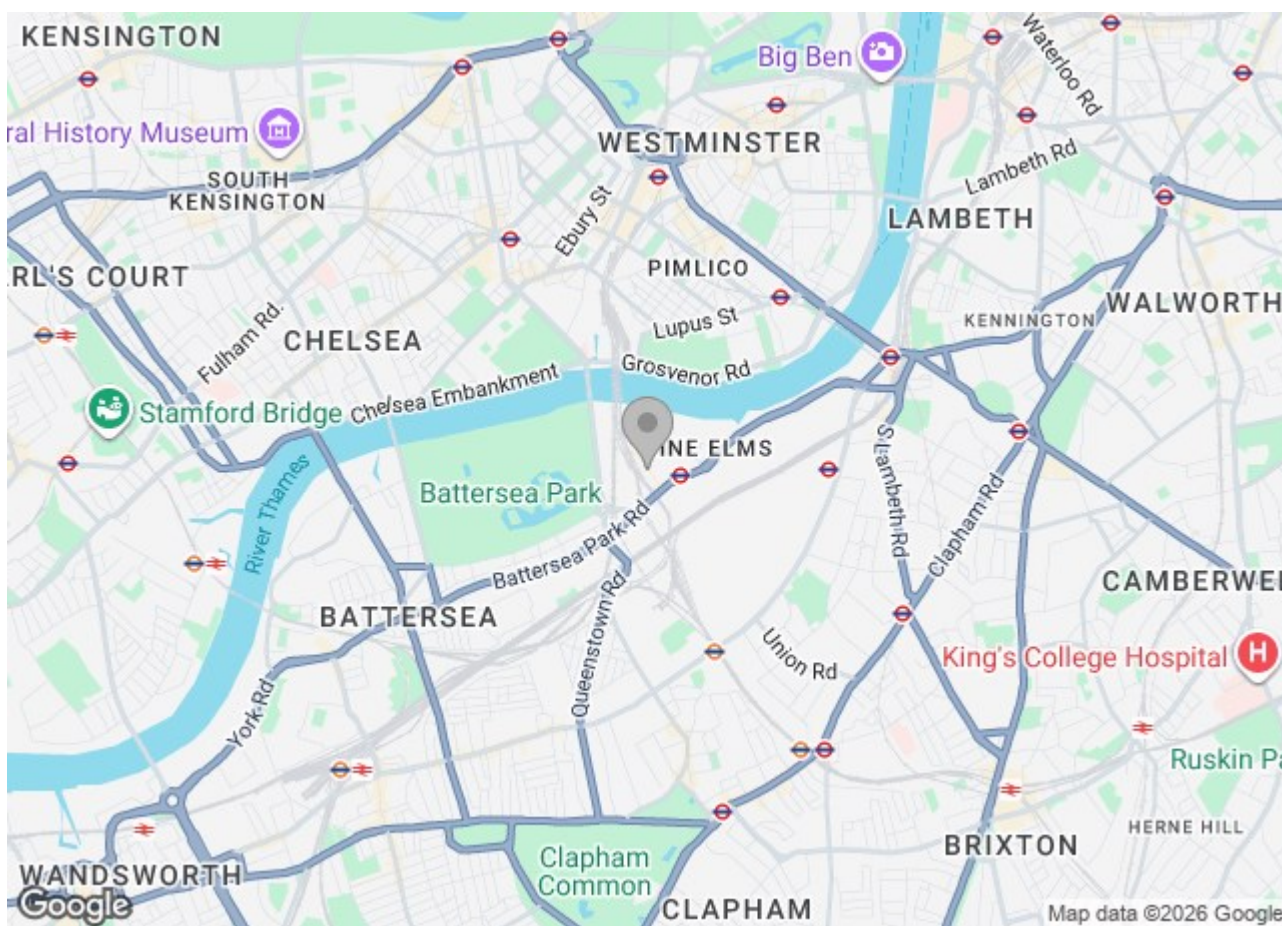 KENSINGTON
Big Ben
Waterloo Rd
ral History Museum
WESTMINSTER
Lambeth Rd
SOUTH
KENSINGTON
Ebury St
LAMBETH
RL'S COURT
PIMLICO
WALWORTH
Lupus St
KENNINGTON
Fulham Rd.
CHELSEA
Grosvenor Rd
Chelsea Embankment
Stamford Bridge
INE ELMS
S Lambeth Rd
Clapham Rd
Battersea Park
River Thames
Battersea Park Rd
CAMBERWE
BATTERSEA
Queenstown Rd
Union Rd
King's College Hospital
H
York Rd
Ruskin Pa
HERNE HILL
BRIXTON
Clapham
Common
WANDSWORTH
Google
CLAPHAM
Map data ©2026 Google